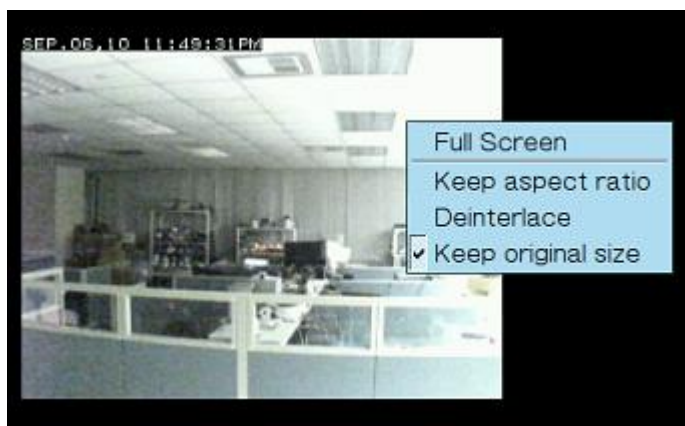 SEP.06,10 11:49:31PM
Full Screen
Keep aspect ratio
Deinterlace
Keep original size